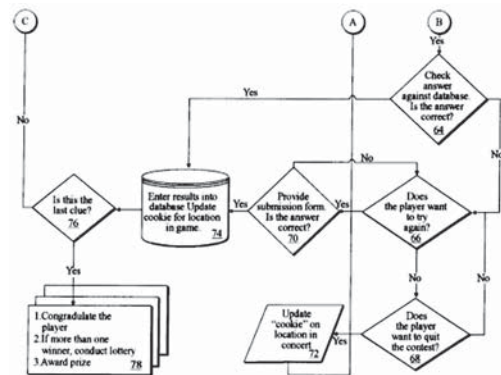 C
A
B
Yes
Check
answer
against database.
Is the answer
correct?
64
Yes
No
No
No
Is this the
last clue?
76
Enter results into
database Update
cookie for location
in game.
74
Yes
Provide
submission form.
Is the answer
correct?
70
Yes
Does
the player want
to try
again?
66
Yes
No
No
1.Congradulate the
player
2.If more than one
winner, conduct lottery
3.Award prize
78
Update
"cookie" on
location in
concert
72
Yes
Does
the player
want to quit
the contest?
68